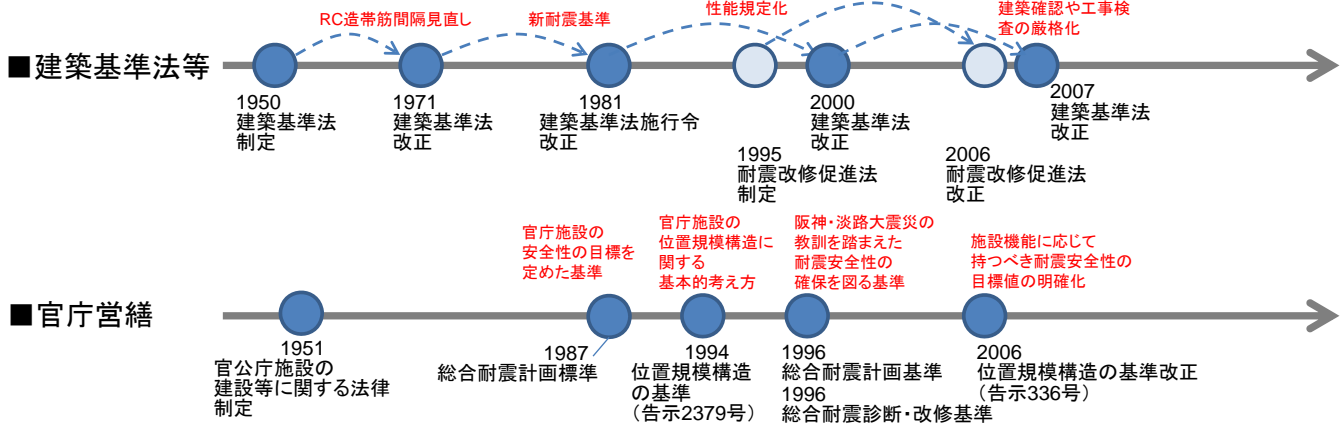 RC造帯筋間隔見直し
新耐震基準
性能規定化
建築確認や工事検
査の厳格化
■建築基準法等
1950
建築基準法
制定
1971
建築基準法
改正
1981
建築基準法施行令
改正
1995
耐震改修促進法
制定
2000
建築基準法
改正
2006
耐震改修促進法
改正
2007
建築基準法
改正
官庁施設の
安全性の目標を
定めた基準
官庁施設の
位置規模構造に
関する
基本的考え方
阪神・淡路大震災の
教訓を踏まえた
耐震安全性の
確保を図る基準
施設機能に応じて
持つべき耐震安全性の
目標値の明確化
■官庁営繕
1951
官公庁施設の
建設等に関する法律
制定
1987
総合耐震計画標準
1994
位置規模構造
の基準
（告示2379号）
1996
総合耐震計画基準
1996
総合耐震診断・改修基準
2006
位置規模構造の基準改正
（告示336号）